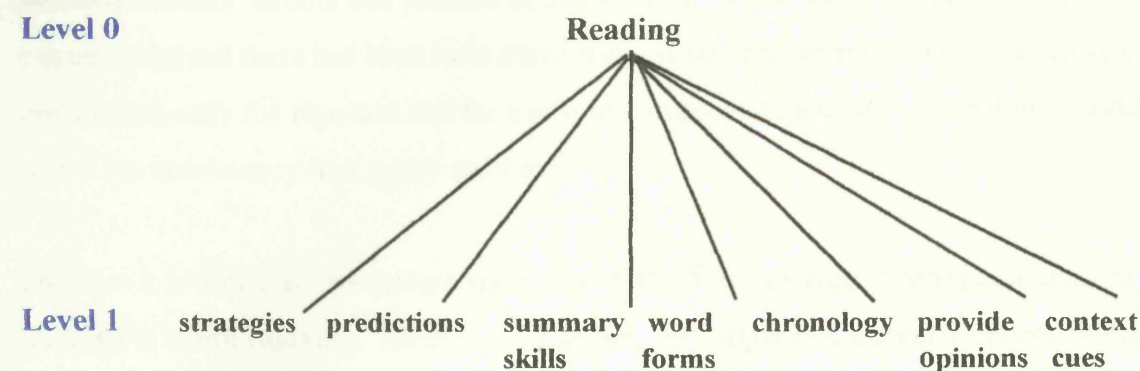 Level 0 Reading
Level 1 strategies predictions summary word chronology provide context
skills forms opinions cues